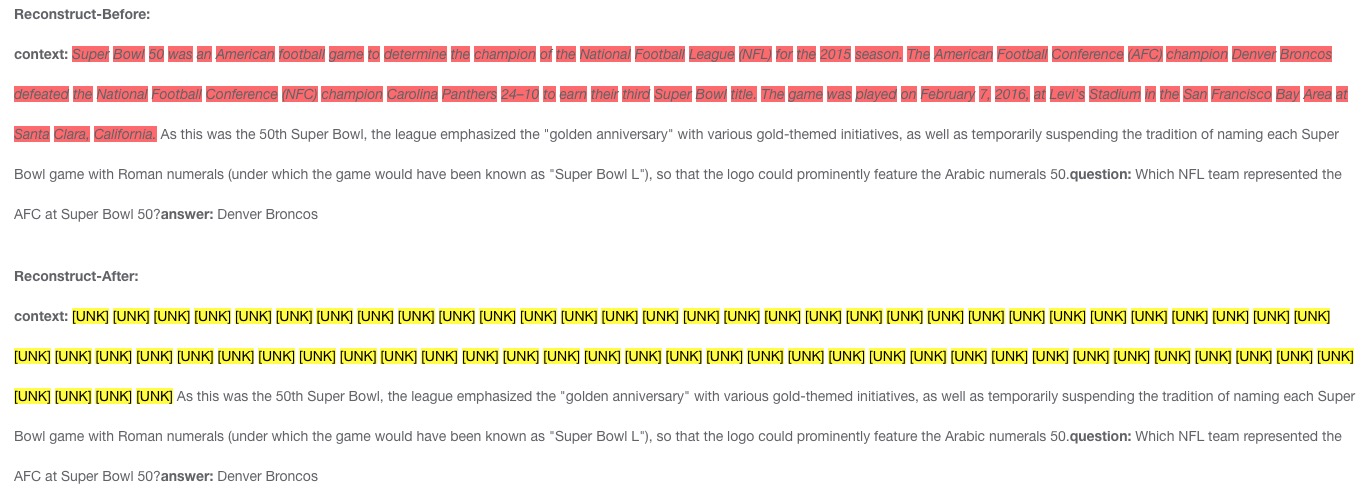 Reconstruct-Before:
context: Super Bowl 50 was an American football game to determine the champion of the National Football League (NFL) for the 2015 season. The American Football Conference (AFC) champion Denver Broncos
defeated the National Football Conference (NFC) champion Carolina Panthers 24–10 to earn their third Super Bowl title. The game was played on February 7, 2016, at Levi's Stadium in the San Francisco Bay Area at
Santa Clara, California. As this was the 50th Super Bowl, the league emphasized the "golden anniversary" with various gold-themed initiatives, as well as temporarily suspending the tradition of naming each Super
Bowl game with Roman numerals (under which the game would have been known as "Super Bowl L"), so that the logo could prominently feature the Arabic numerals 50.question: Which NFL team represented the
AFC at Super Bowl 50?answer: Denver Broncos
Reconstruct-After:
context: [UNK] [UNK] [UNK] [UNK] [UNK] [UNK] [UNK] [UNK] [UNK] [UNK] [UNK] [UNK] [UNK] [UNK] [UNK] [UNK] [UNK] [UNK] [UNK] [UNK] [UNK] [UNK] [UNK] [UNK] [UNK] [UNK] [UNK] [UNK] [UNK] [UNK] [UNK]
[UNK] [UNK] [UNK] [UNK] [UNK] [UNK] [UNK] [UNK] [UNK] [UNK] [UNK] [UNK] [UNK] [UNK] [UNK] [UNK] [UNK] [UNK] [UNK] [UNK] [UNK] [UNK] [UNK] [UNK] [UNK] [UNK] [UNK] [UNK] [UNK] [UNK] [UNK] [UNK] [UNK]
[UNK] [UNK] [UNK] [UNK] As this was the 50th Super Bowl, the league emphasized the "golden anniversary" with various gold-themed initiatives, as well as temporarily suspending the tradition of naming each Super
Bowl game with Roman numerals (under which the game would have been known as "Super Bowl L"), so that the logo could prominently feature the Arabic numerals 50.question: Which NFL team represented the
AFC at Super Bowl 50?answer: Denver Broncos